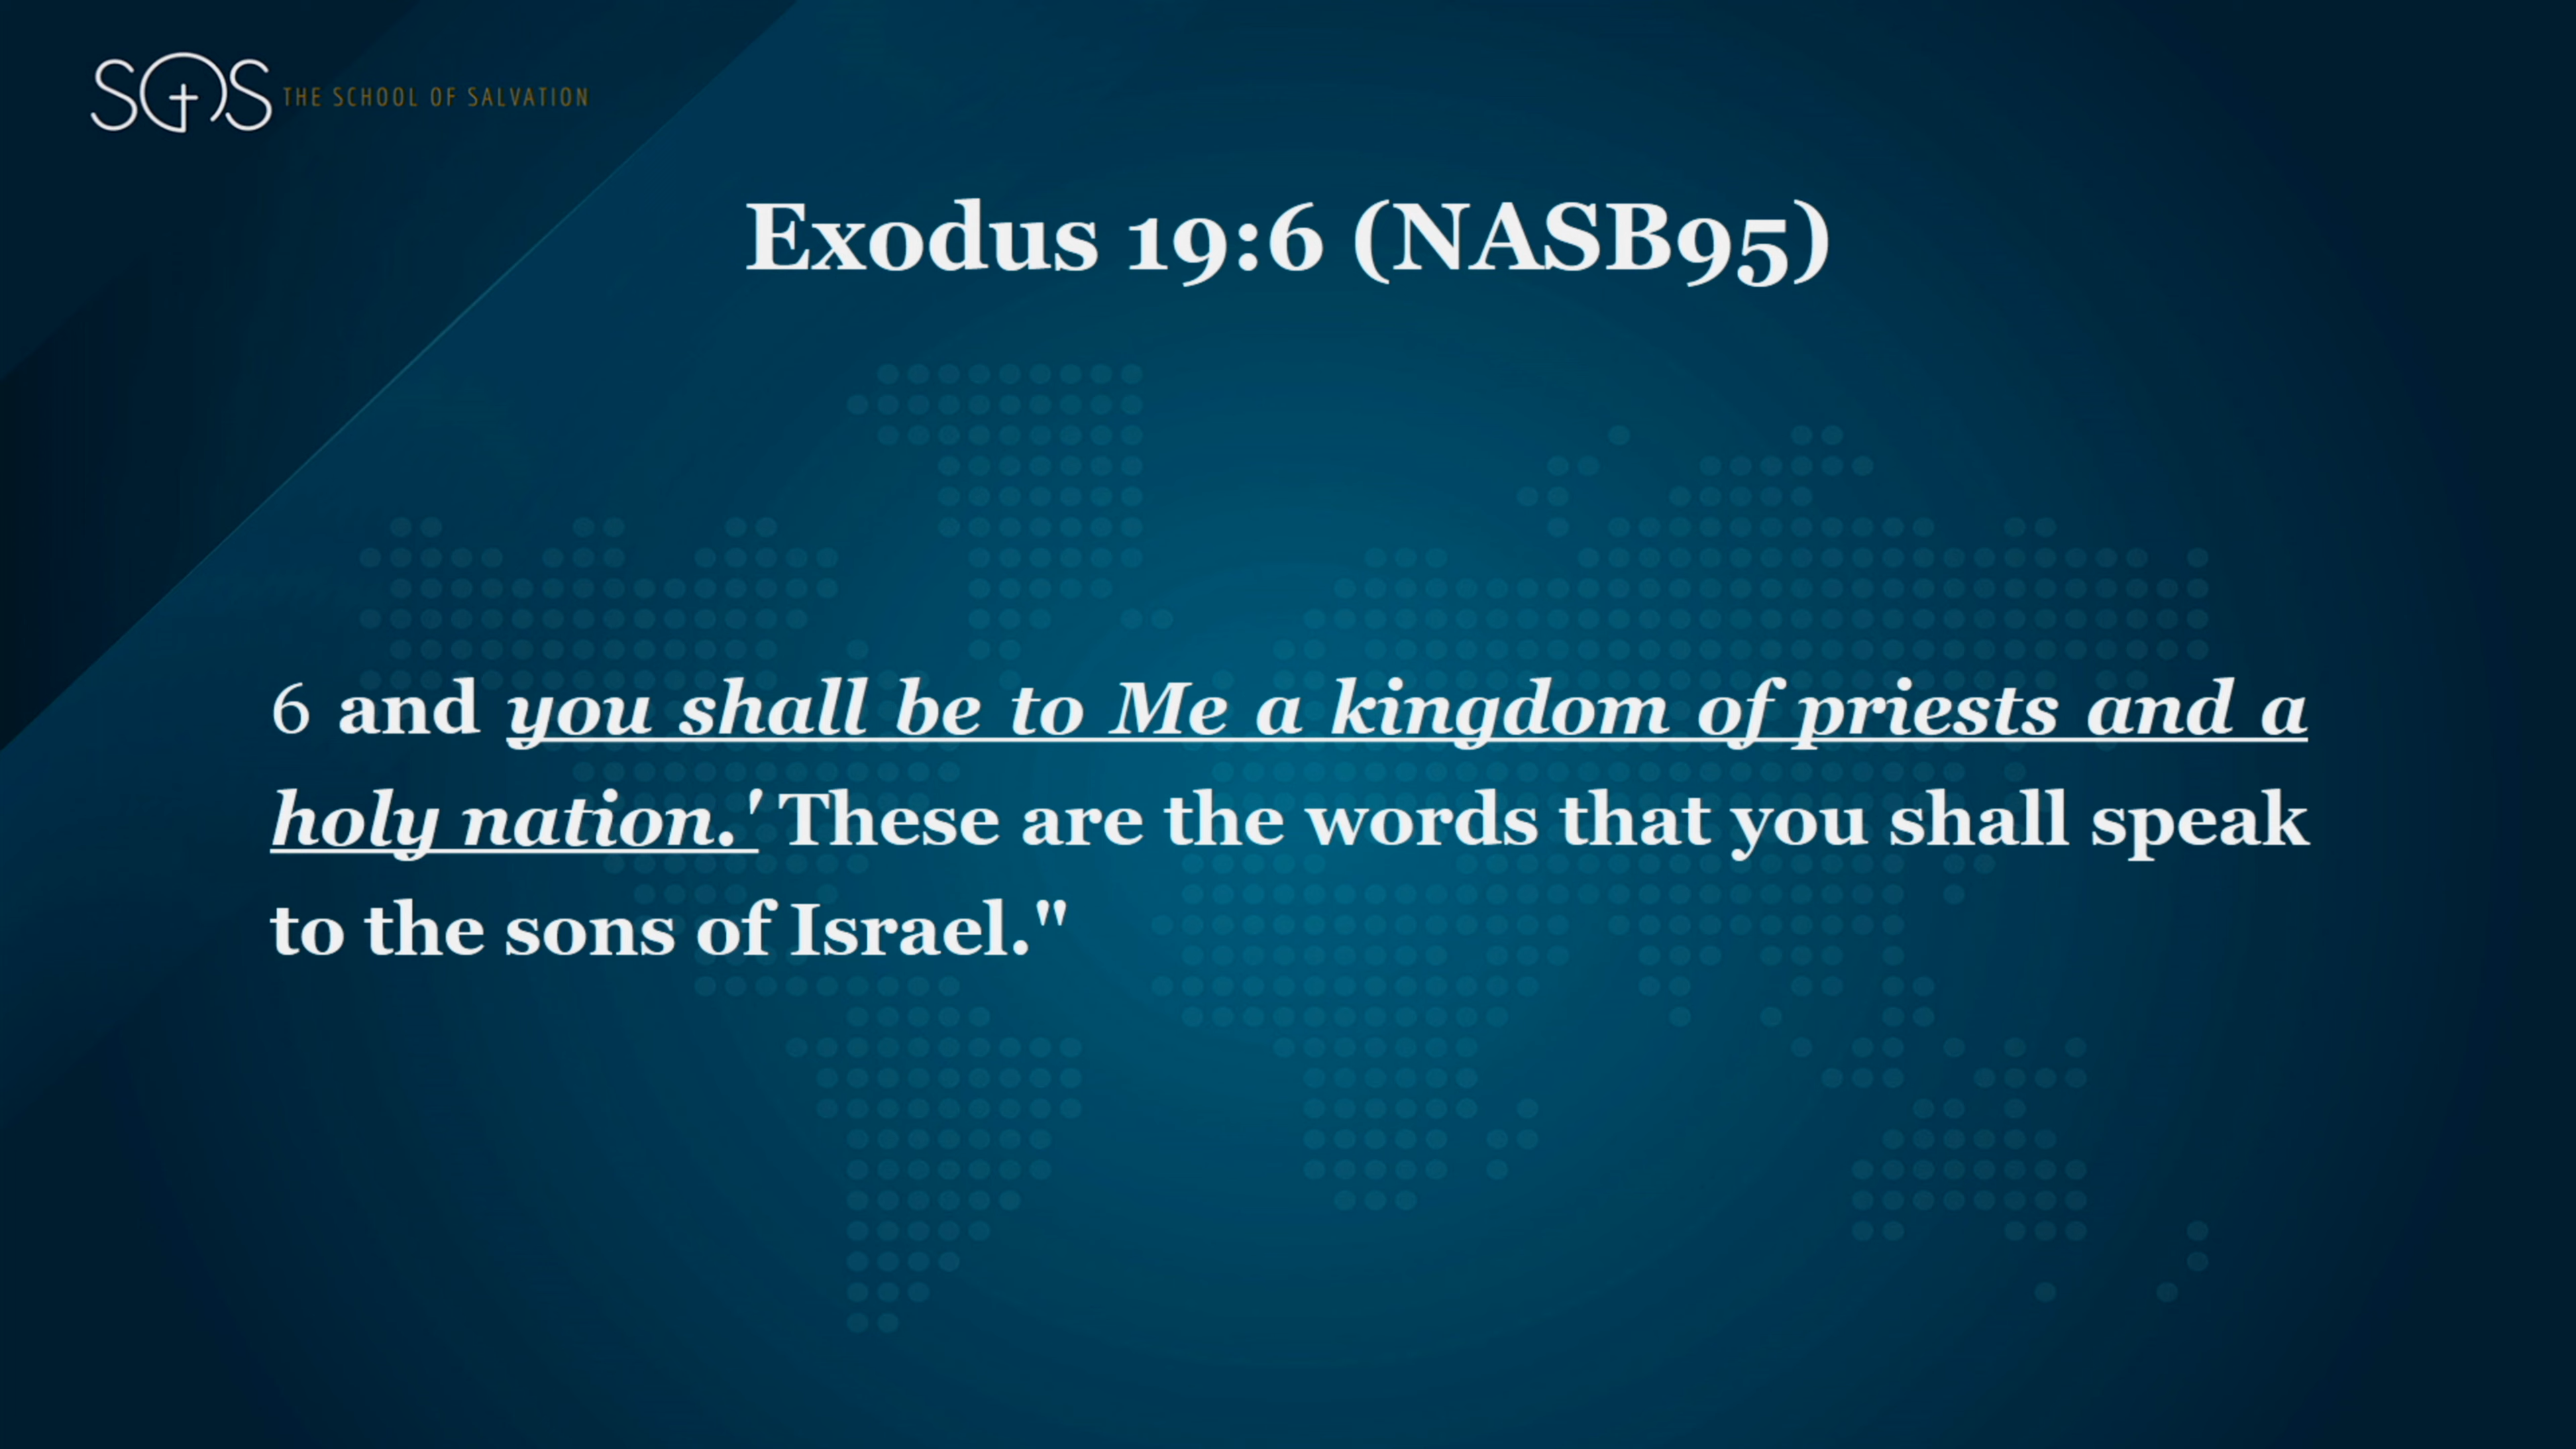 SOS THE SCHOOL OF SALVATION
Exodus 19:6 (NASB95)
6 and you shall be to Me a kingdom of priests and a
holy nation.' These are the words that you shall speak
to the sons of Israel."